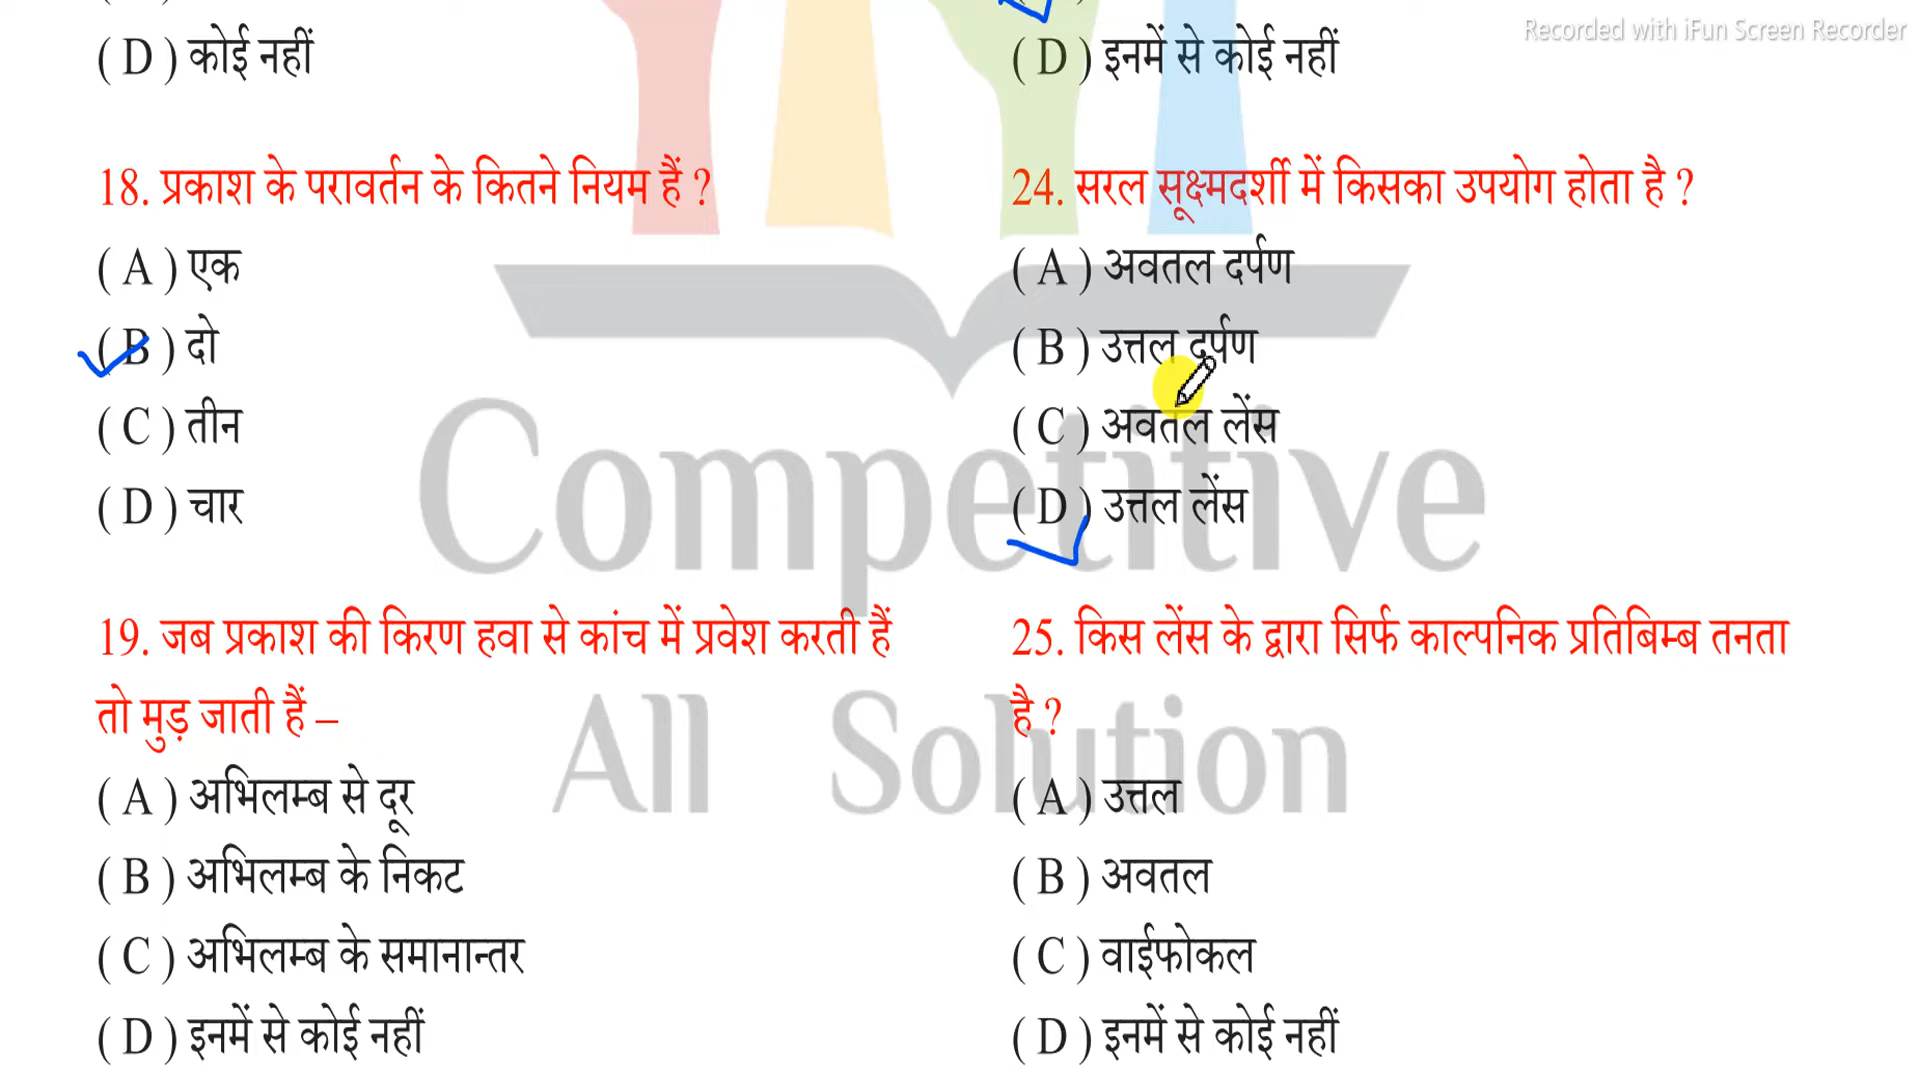 Recorded with iFun Screen Recorder
( D ) कोई नहीं
18. प्रकाश के परावर्तन के कितने नियम हैं ?
( A ) एक
( B ) दो
( C ) तीन
( D ) चार
19. जब प्रकाश की किरण हवा से कांच में प्रवेश करती हैं
तो मुड़ जाती हैं –
( A ) अभिलम्ब से दूर
( B ) अभिलम्ब के निकट
( C ) अभिलम्ब के समानान्तर
( D ) इनमें से कोई नहीं
( D ) इनमें से कोई नहीं
24. सरल सूक्ष्मदर्शी में किसका उपयोग होता है ?
( A ) अवतल दर्पण
( B ) उत्तल दर्पण
( C ) अवतल लेंस
( D ) उत्तल लेंस
25. किस लेंस के द्वारा सिर्फ काल्पनिक प्रतिबिम्ब तनता
है ?
( A ) उत्तल
( B ) अवतल
( C ) वाईफोकल
( D ) इनमें से कोई नहीं
Competitive
All Solution